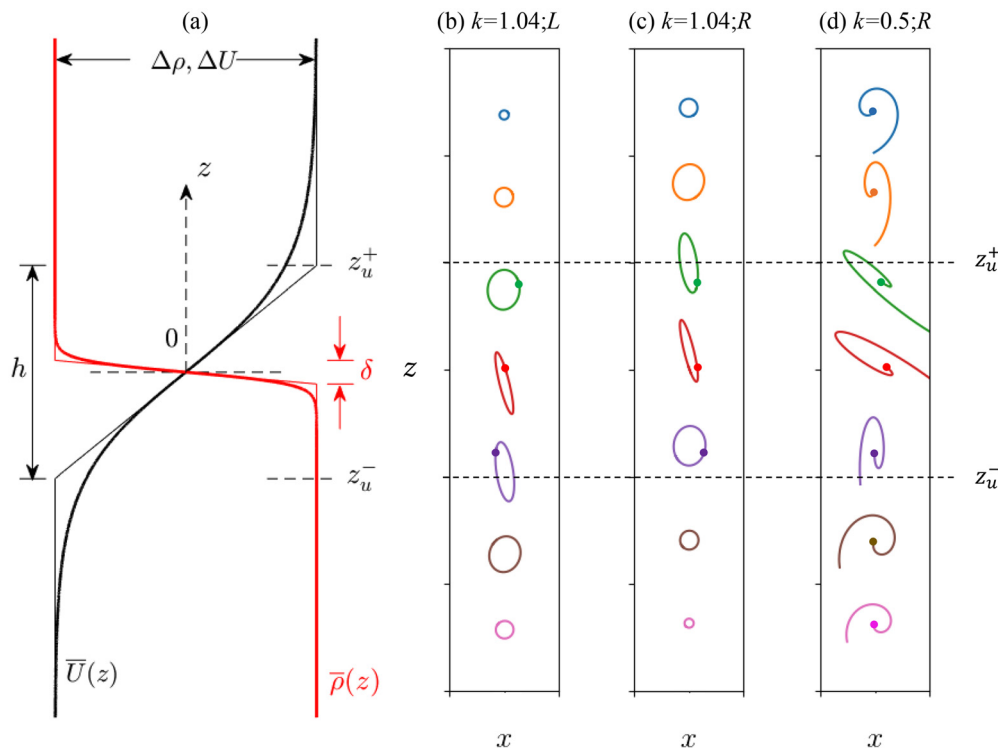 (a)
(b) k=1.04;L
(c) k=1.04;R
(d) k=0.5;R
Δρ, ΔU
z
z_u^+
z_u^+
0
h
δ
z
z_u^-
z_u^-
U̅(z)
ρ̅(z)
x
x
x